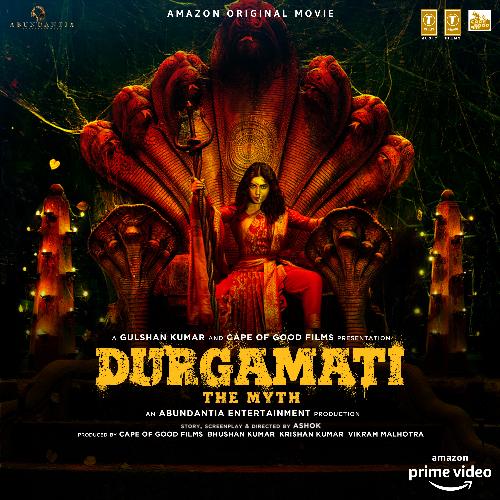 ABUNDANTIA
AMAZON ORIGINAL MOVIE
AUDIO
FILMS
A GULSHAN KUMAR AND CAPE OF GOOD FILMS PRESENTATION
DURGAMATI
THE MYTH
AN ABUNDANTIA ENTERTAINMENT PRODUCTION
STORY, SCREENPLAY & DIRECTED BY ASHOK
PRODUCED BY CAPE OF GOOD FILMS BHUSHAN KUMAR KRISHAN KUMAR VIKRAM MALHOTRA
amazon
prime video